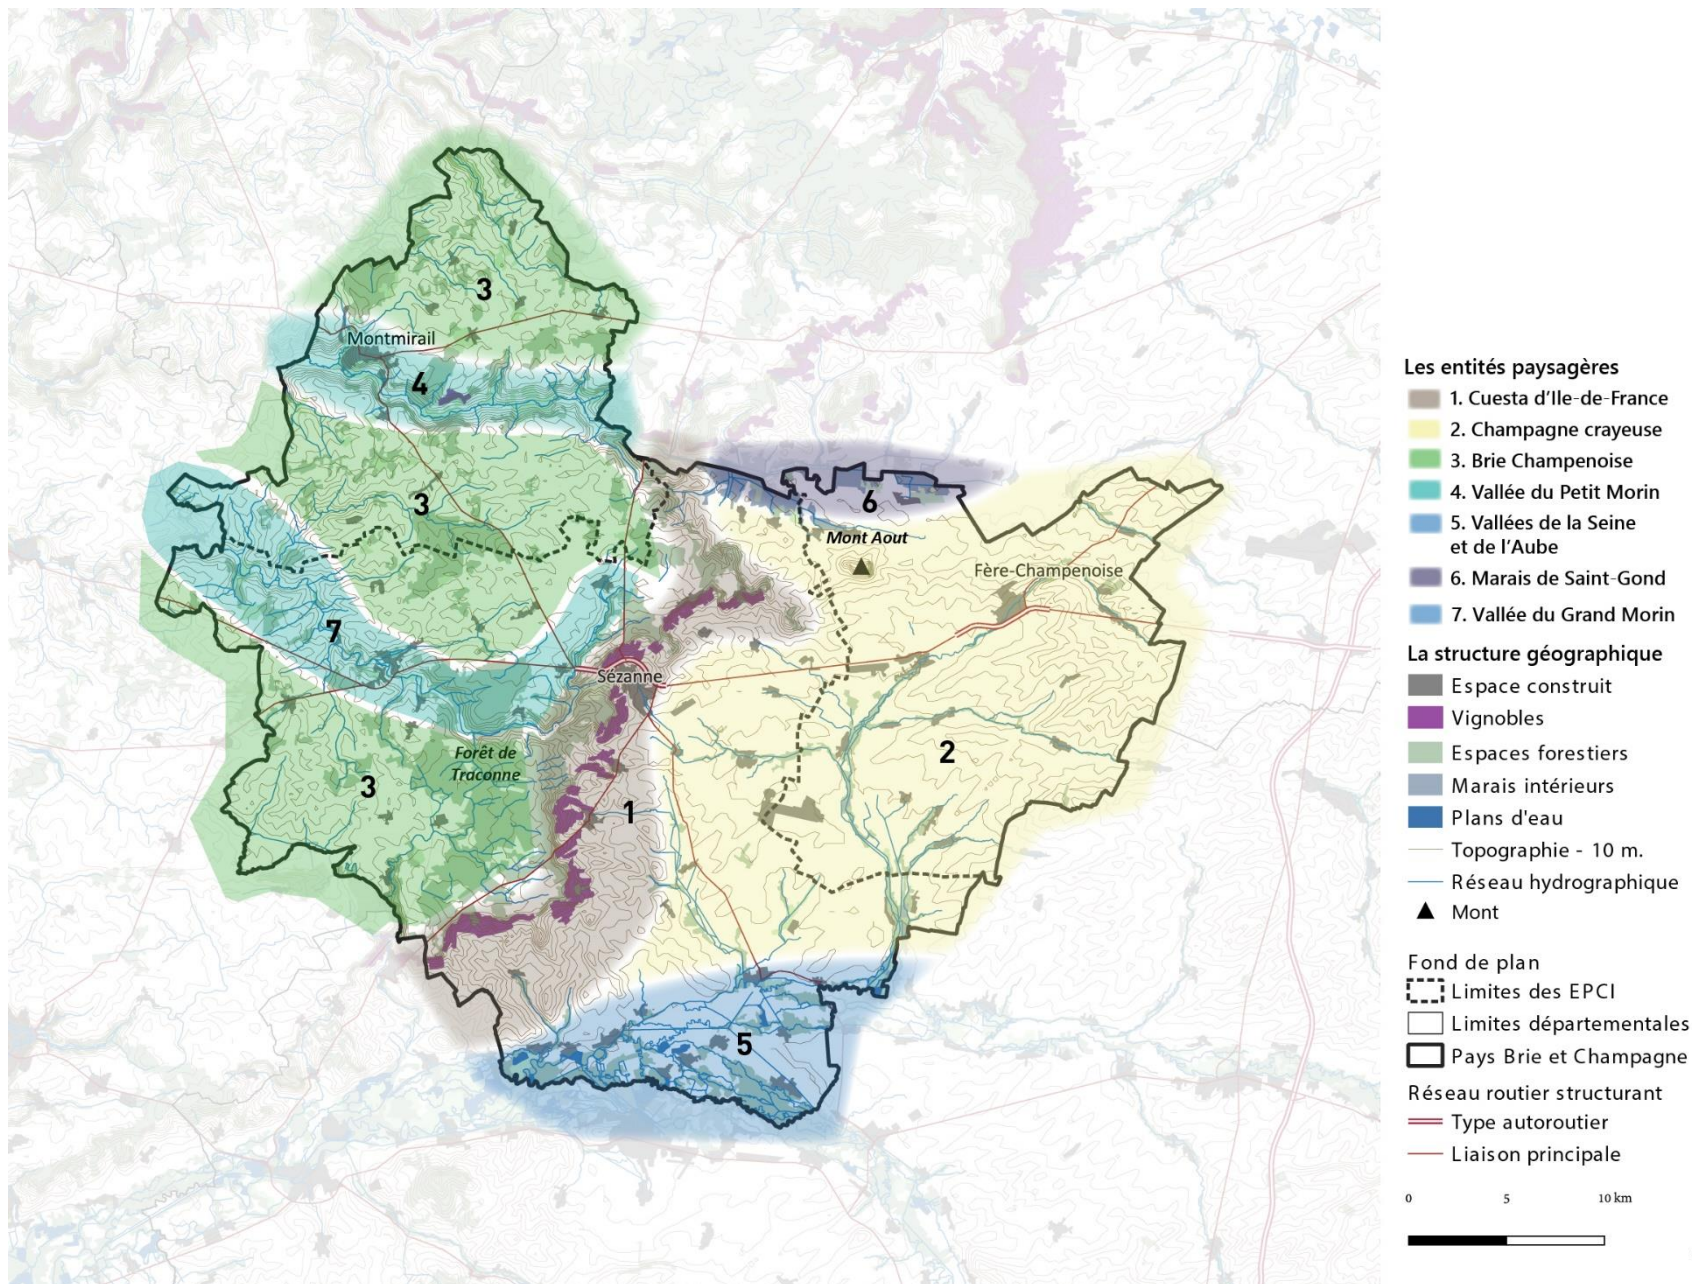 3
Montmirail
4
3
6
Mont Aout
Fère-Champenoise
7
Sézanne
Forêt de
Traconne
2
3
1
5
Les entités paysagères
1. Cuesta d'Ile-de-France
2. Champagne crayeuse
3. Brie Champenoise
4. Vallée du Petit Morin
5. Vallées de la Seine
et de l'Aube
6. Marais de Saint-Gond
7. Vallée du Grand Morin
La structure géographique
Espace construit
Vignobles
Espaces forestiers
Marais intérieurs
Plans d'eau
Topographie - 10 m.
Réseau hydrographique
Mont
Fond de plan
Limites des EPCI
Limites départementales
Pays Brie et Champagne
Réseau routier structurant
Type autoroutier
Liaison principale
0 5 10 km